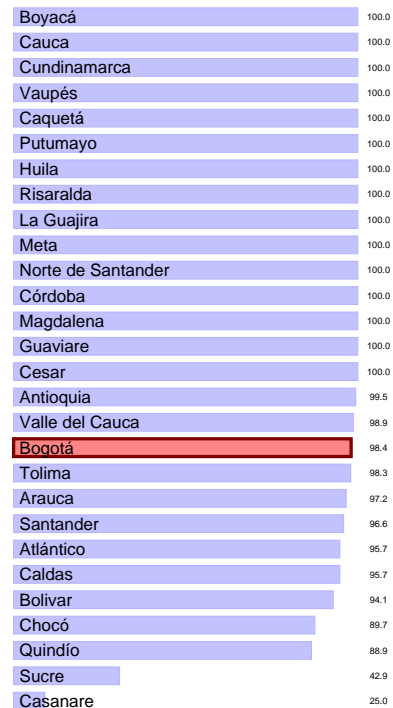 Boyacá 100.0
Cauca 100.0
Cundinamarca 100.0
Vaupés 100.0
Caquetá 100.0
Putumayo 100.0
Huila 100.0
Risaralda 100.0
La Guajira 100.0
Meta 100.0
Norte de Santander 100.0
Córdoba 100.0
Magdalena 100.0
Guaviare 100.0
Cesar 100.0
Antioquia 99.5
Valle del Cauca 98.9
Bogotá 98.4
Tolima 98.3
Arauca 97.2
Santander 96.6
Atlántico 95.7
Caldas 95.7
Bolivar 94.1
Chocó 89.7
Quindío 88.9
Sucre 42.9
Casanare 25.0